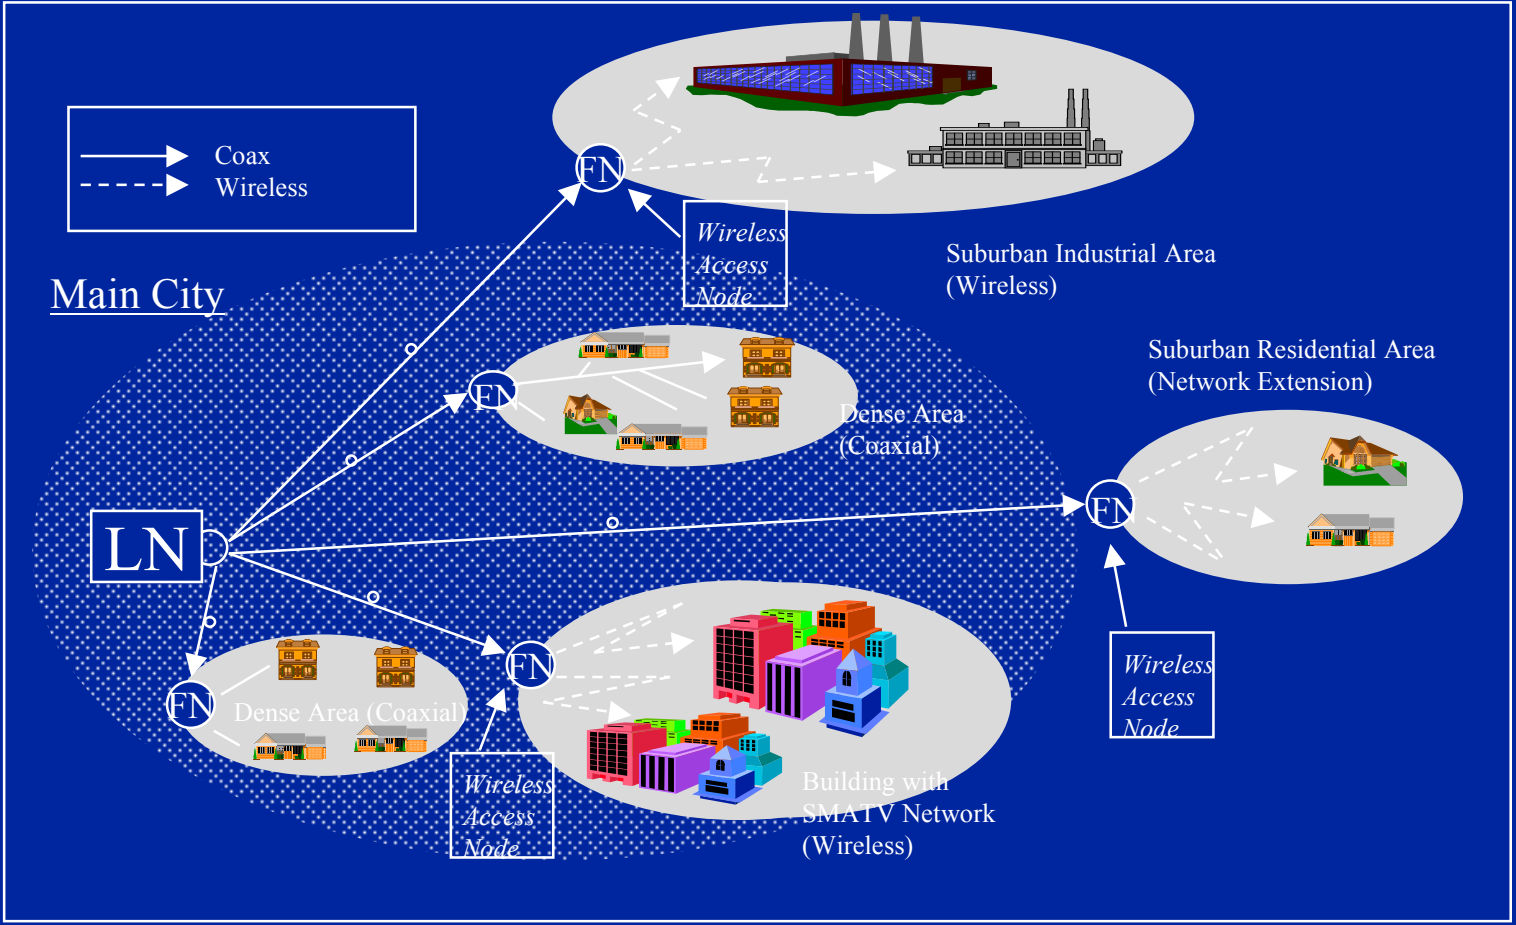 Coax
Wireless
FN
Wireless
Access
Node
Suburban Industrial Area
(Wireless)
Main City
Suburban Residential Area
(Network Extension)
FN
Dense Area
(Coaxial)
FN
LN
FN
Wireless
Access
Node
FN
Dense Area (Coaxial)
Wireless
Access
Node
Building with
SMATV Network
(Wireless)